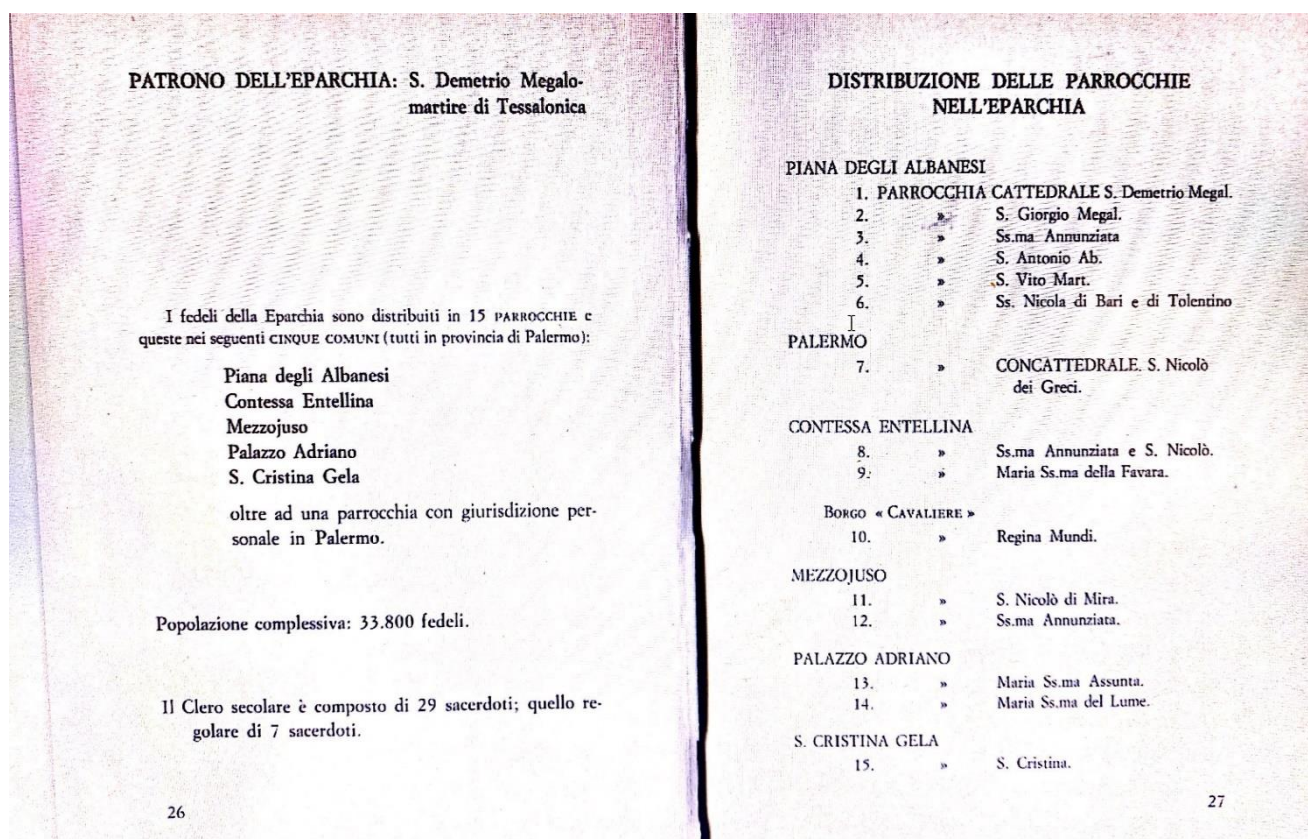 PATRONO DELL'EPARCHIA: S. Demetrio Megalo-
martire di Tessalonica
I fedeli della Eparchia sono distribuiti in 15 PARROCCHIE e
queste nei seguenti CINQUE COMUNI (tutti in provincia di Palermo):
Piana degli Albanesi
Contessa Entellina
Mezzojuso
Palazzo Adriano
S. Cristina Gela
oltre ad una parrocchia con giurisdizione per-
sonale in Palermo.
Popolazione complessiva: 33.800 fedeli.
Il Clero secolare è composto di 29 sacerdoti; quello re-
golare di 7 sacerdoti.
26
DISTRIBUZIONE DELLE PARROCCHIE
NELL'EPARCHIA
PIANA DEGLI ALBANESI
1. PARROCCHIA CATTEDRALE S. Demetrio Megal.
2. » S. Giorgio Megal.
3. » Ss.ma Annunziata
4. » S. Antonio Ab.
5. » S. Vito Mart.
6. » Ss. Nicola di Bari e di Tolentino
PALERMO
7. » CONCATTEDRALE. S. Nicolò
dei Greci.
CONTESSA ENTELLINA
8. » Ss.ma Annunziata e S. Nicolò.
9. » Maria Ss.ma della Favara.
BORGO « CAVALIERE »
10. » Regina Mundi.
MEZZOJUSO
11. » S. Nicolò di Mira.
12. » Ss.ma Annunziata.
PALAZZO ADRIANO
13. » Maria Ss.ma Assunta.
14. » Maria Ss.ma del Lume.
S. CRISTINA GELA
15. » S. Cristina.
27